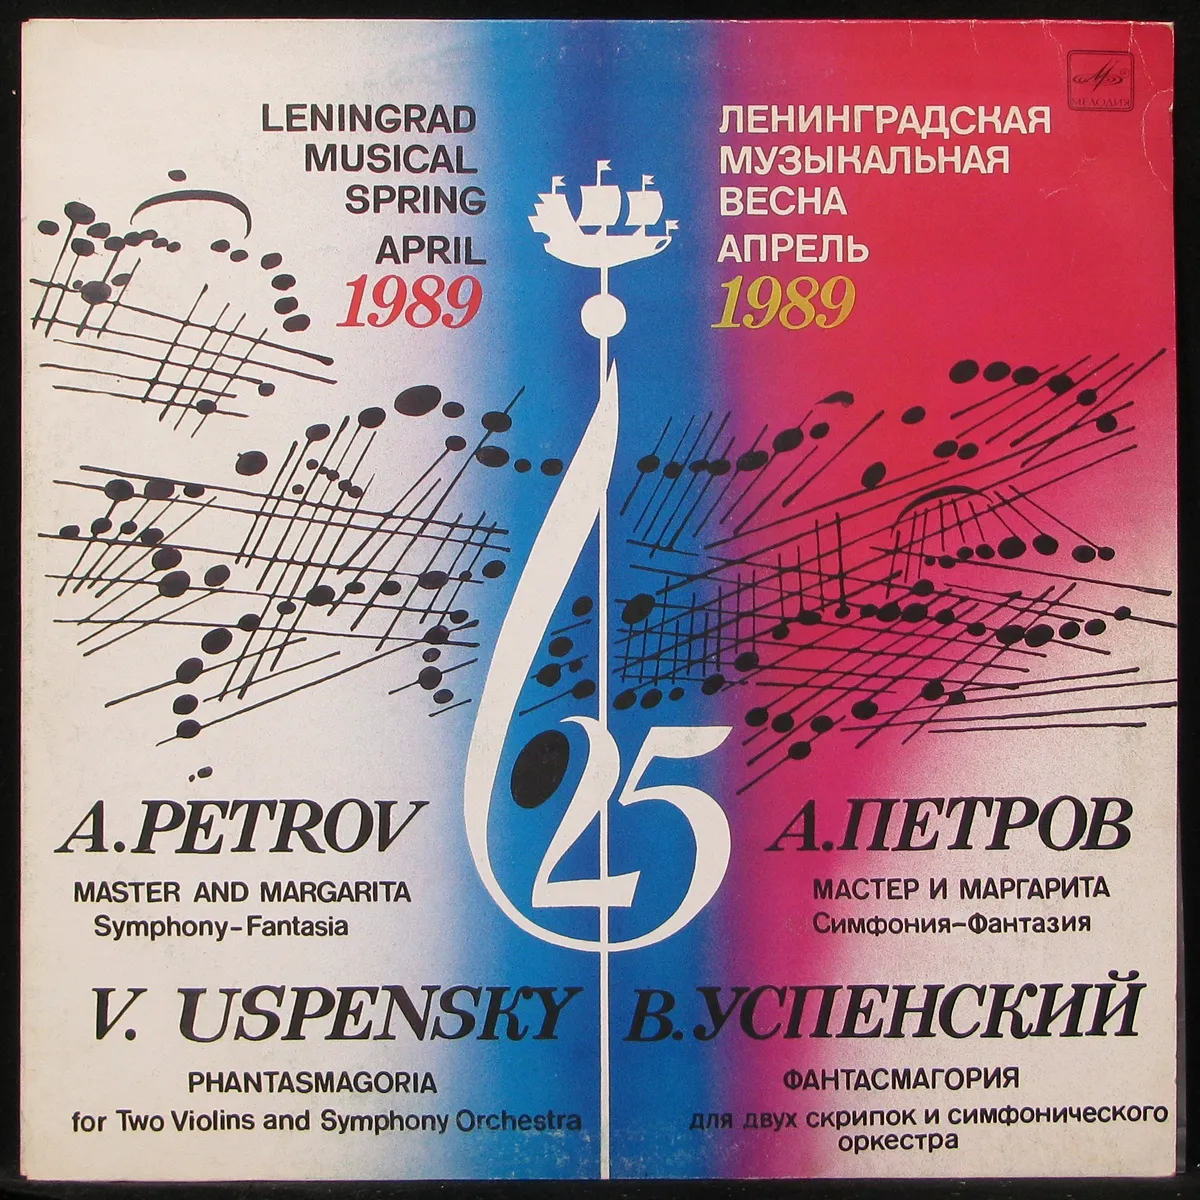 LENINGRAD
MUSICAL
SPRING
APRIL
1989
ЛЕНИНГРАДСКАЯ
МУЗЫКАЛЬНАЯ
ВЕСНА
АПРЕЛЬ
1989
МЕЛОДИЯ
25
A.PETROV
MASTER AND MARGARITA
Symphony-Fantasia
А.ПЕТРОВ
МАСТЕР И МАРГАРИТА
Симфония-Фантазия
V. USPENSKY
PHANTASMAGORIA
for Two Violins and Symphony Orchestra
В.УСПЕНСКИЙ
ФАНТАСМАГОРИЯ
для двух скрипок и симфонического
оркестра